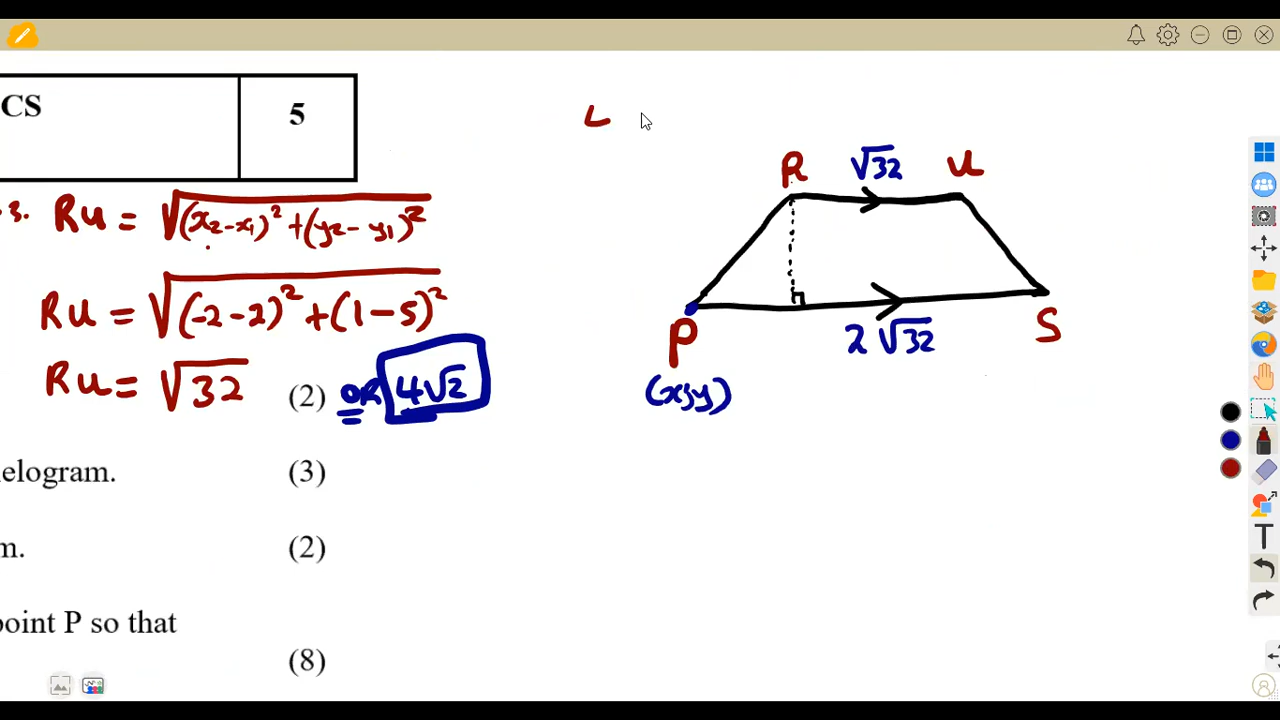 CS
5
L
-3. Ru = √(x₂-x₁)² + (y₂-y₁)²
Ru = √(-2-2)² + (1-5)²
Ru = √32 (2) OR 4√2
R √32 U
P 2√32 S
(x;y)
elogram. (3)
m. (2)
point P so that
(8)
T